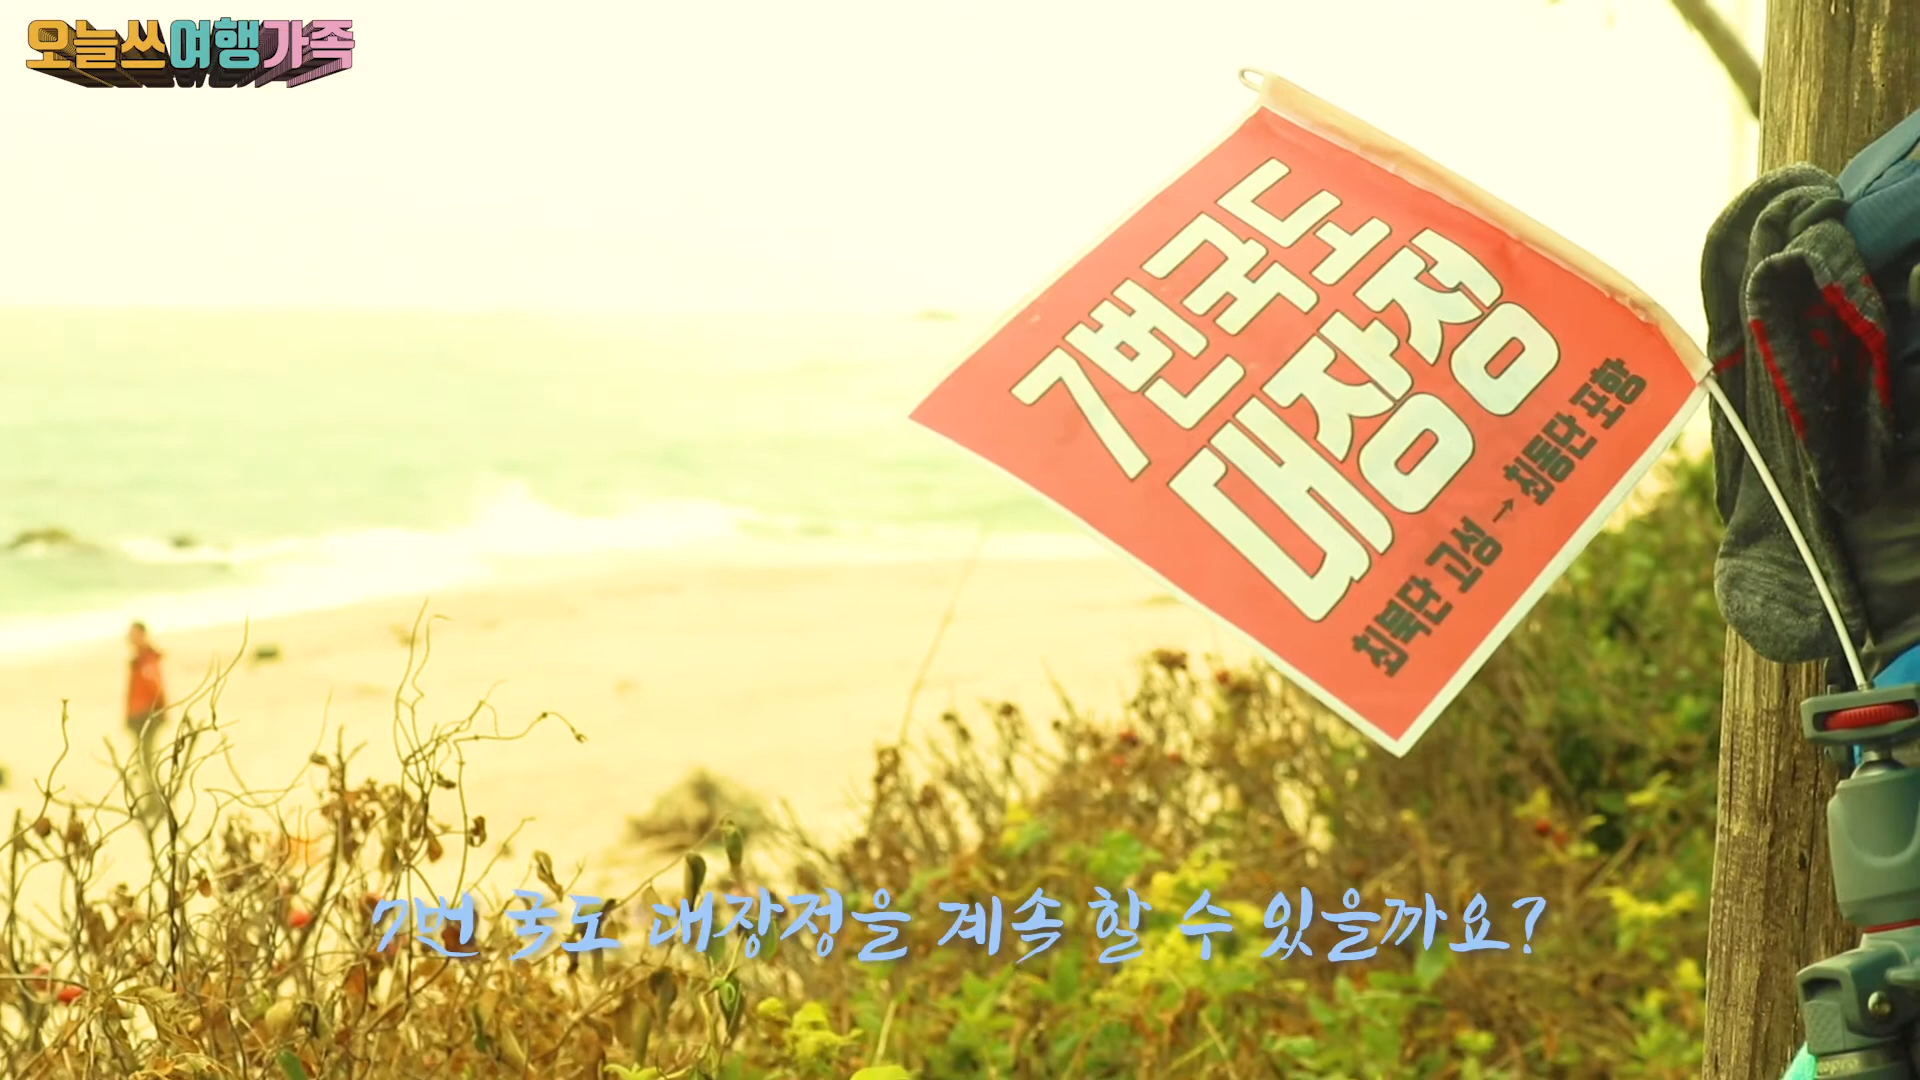 오늘쓰여행가족
7번국도
대장정
최북단 고성 → 최동단 포항
7번 국도 대장정을 계속 할 수 있을까요?